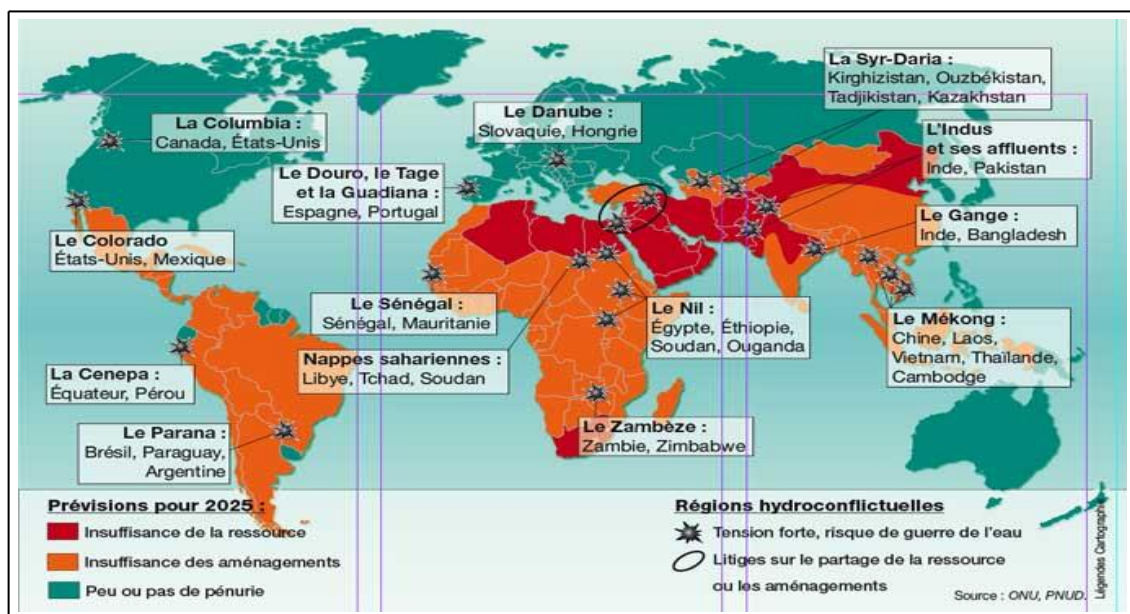 La Syr-Daria :
Kirghizistan, Ouzbékistan,
Tadjikistan, Kazakhstan
La Columbia :
Canada, États-Unis
Le Danube :
Slovaquie, Hongrie
L'Indus
et ses affluents :
Inde, Pakistan
Le Douro, le Tage
et la Guadiana :
Espagne, Portugal
Le Gange :
Inde, Bangladesh
Le Colorado
États-Unis, Mexique
Le Sénégal :
Sénégal, Mauritanie
Le Nil :
Égypte, Éthiopie,
Soudan, Ouganda
Le Mékong :
Chine, Laos,
Vietnam, Thaïlande,
Cambodge
Nappes sahariennes :
Libye, Tchad, Soudan
La Cenepa :
Équateur, Pérou
Le Parana :
Brésil, Paraguay,
Argentine
Le Zambèze :
Zambie, Zimbabwe
Prévisions pour 2025 :
Insuffisance de la ressource
Insuffisance des aménagements
Peu ou pas de pénurie
Régions hydroconflictuelles
Tension forte, risque de guerre de l'eau
Litiges sur le partage de la ressource
ou les aménagements
Source : ONU, PNUD.
Légendes Cartographie